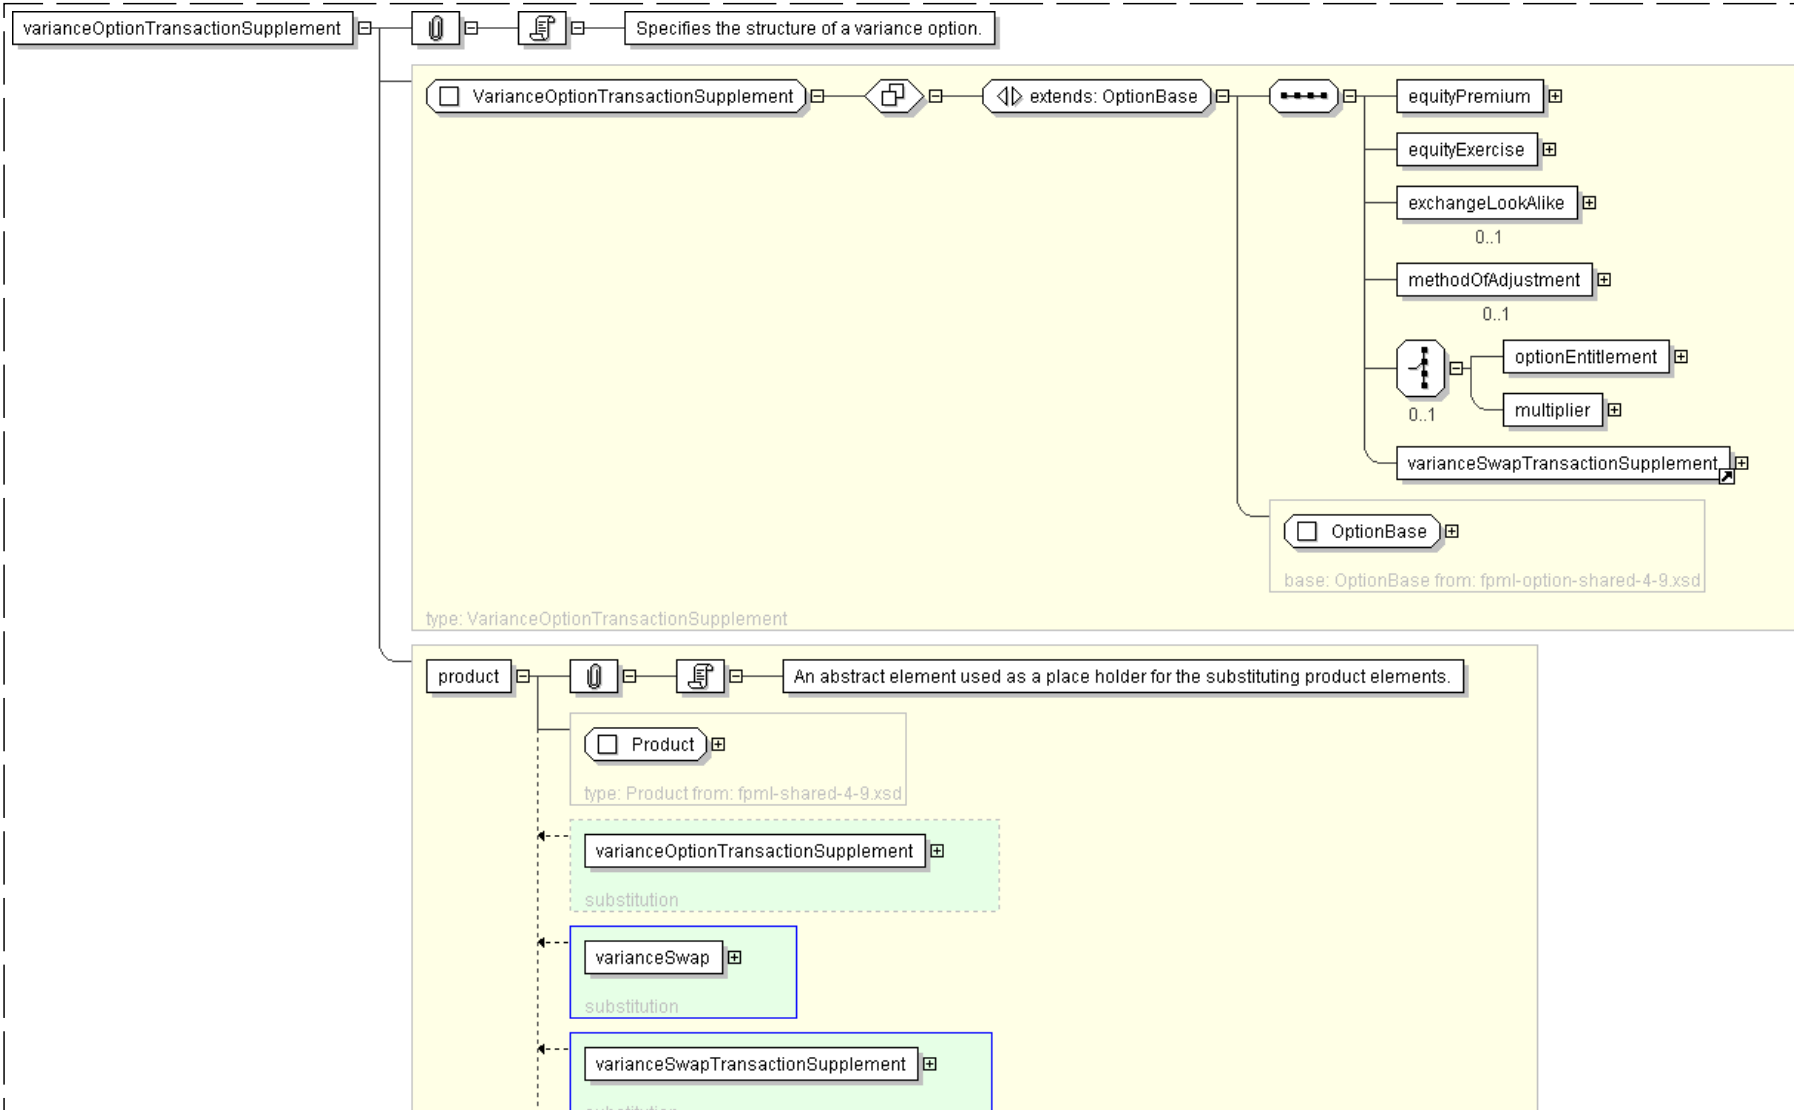 varianceOptionTransactionSupplement
Specifies the structure of a variance option.
VarianceOptionTransactionSupplement
extends: OptionBase
equityPremium
equityExercise
exchangeLookAlike
0..1
methodOfAdjustment
0..1
optionEntitlement
multiplier
0..1
varianceSwapTransactionSupplement
OptionBase
base: OptionBase from: fpml-option-shared-4-9.xsd
type: VarianceOptionTransactionSupplement
product
An abstract element used as a place holder for the substituting product elements.
Product
type: Product from: fpml-shared-4-9.xsd
varianceOptionTransactionSupplement
substitution
varianceSwap
substitution
varianceSwapTransactionSupplement
substitution